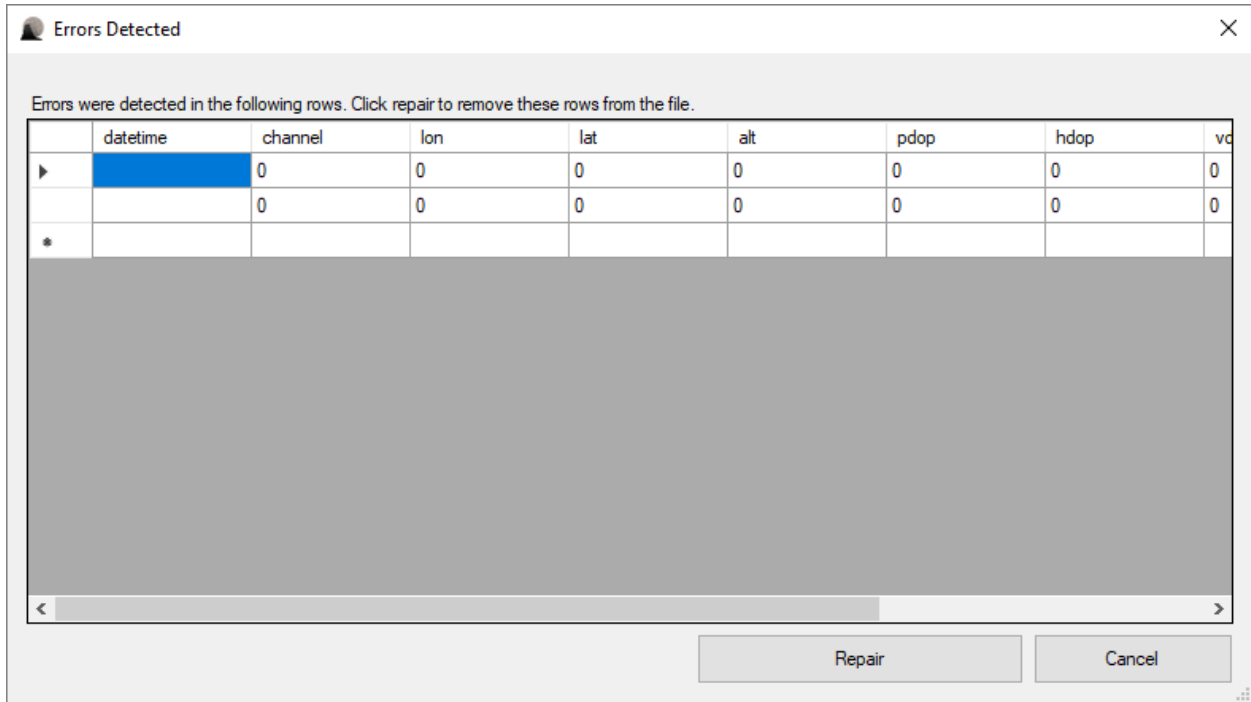 Errors Detected
Errors were detected in the following rows. Click repair to remove these rows from the file.
datetime channel lon lat alt pdop hdop
0 0 0 0 0 0 0
0 0 0 0 0 0 0
Repair Cancel